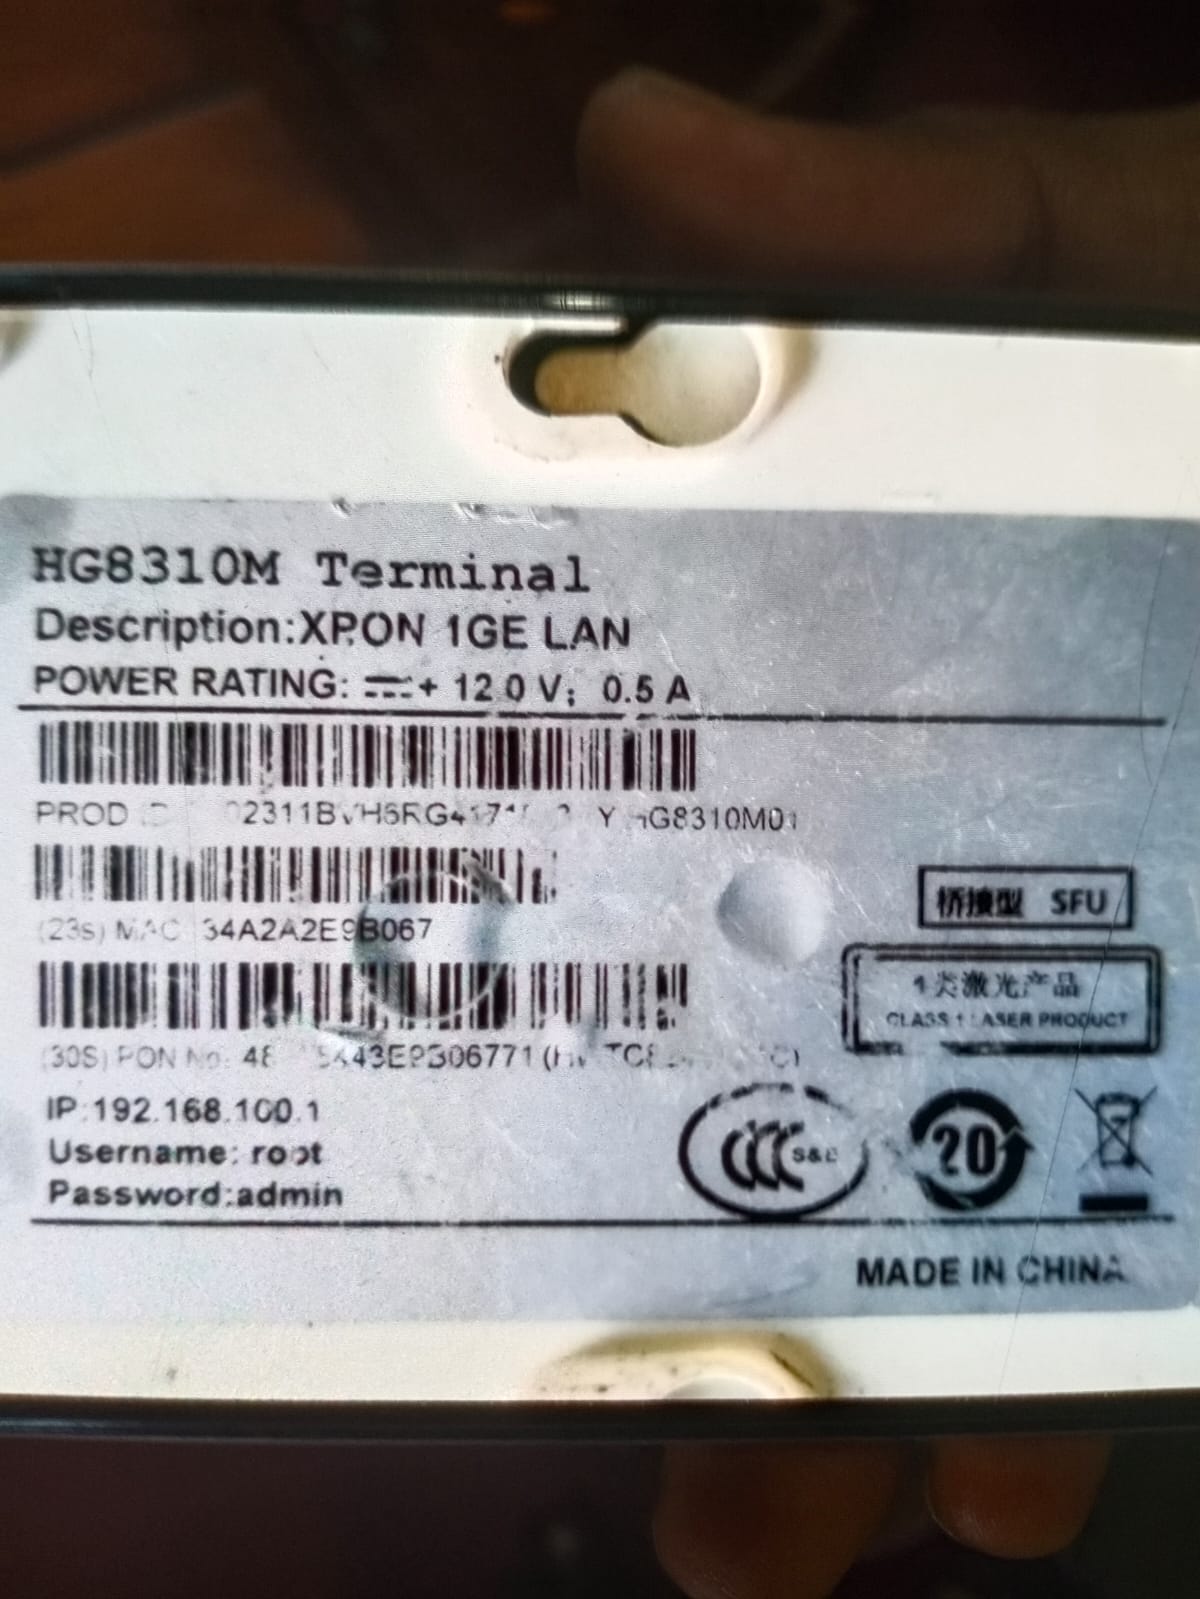 HG8310M Terminal
Description:XPON 1GE LAN
POWER RATING: + 12.0 V; 0.5 A
PROD
(23s) MAC 34A2A2E9B067
桥接型 SFU
1类激光产品
CLASS 1 LASER PRODUCT
(30S) PON No:
IP:192.168.100.1
Username: root
Password:admin
S&E
20
MADE IN CHINA